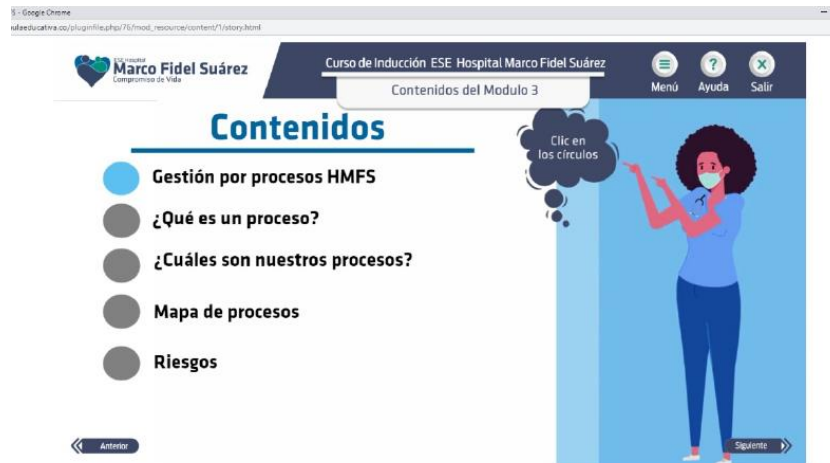 S - Google Chrome
ulaeducativa.co/pluginfile.php/76/mod_resource/content/1/story.html
ESE Hospital
Marco Fidel Suárez
Compromiso de Vida
Curso de Inducción ESE Hospital Marco Fidel Suárez
Contenidos del Modulo 3
Menú
Ayuda
Salir
Contenidos
Clic en
los círculos
Gestión por procesos HMFS
¿Qué es un proceso?
¿Cuáles son nuestros procesos?
Mapa de procesos
Riesgos
Anterior
Siguiente